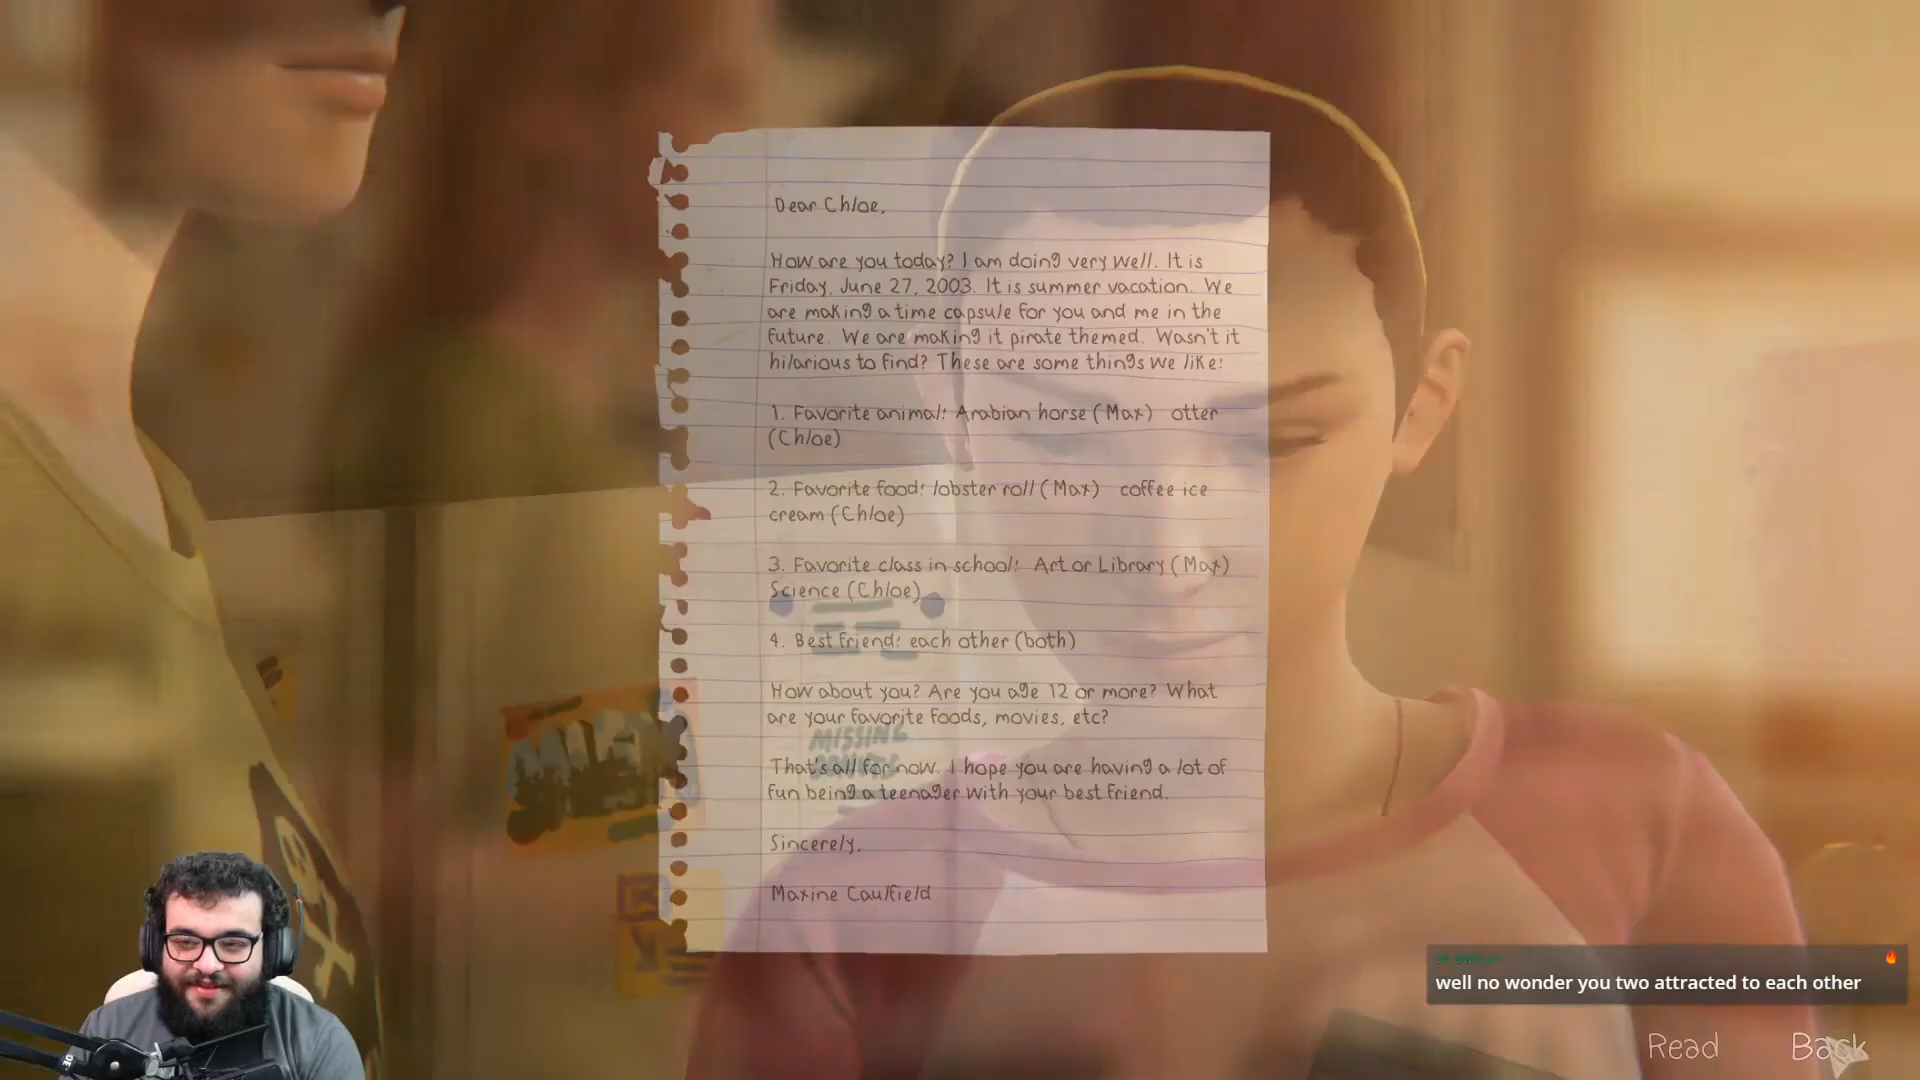 Dear Chloe,
How are you today? I am doing very well. It is
Friday, June 27, 2003. It is summer vacation. We
are making a time capsule for you and me in the
future. We are making it pirate themed. Wasn't it
hilarious to find? These are some things we like:
1. Favorite animal: Arabian horse (Max) otter
(Chloe)
2. Favorite food: lobster roll (Max) coffee ice
cream (Chloe)
3. Favorite class in school: Art or Library (Max)
Science (Chloe)
4. Best friend: each other (both)
How about you? Are you age 12 or more? What
are your favorite foods, movies, etc?
MISSING
That's all for now. I hope you are having a lot of
fun being a teenager with your best friend.
Sincerely,
Maxine Caulfield
well no wonder you two attracted to each other
Read Back